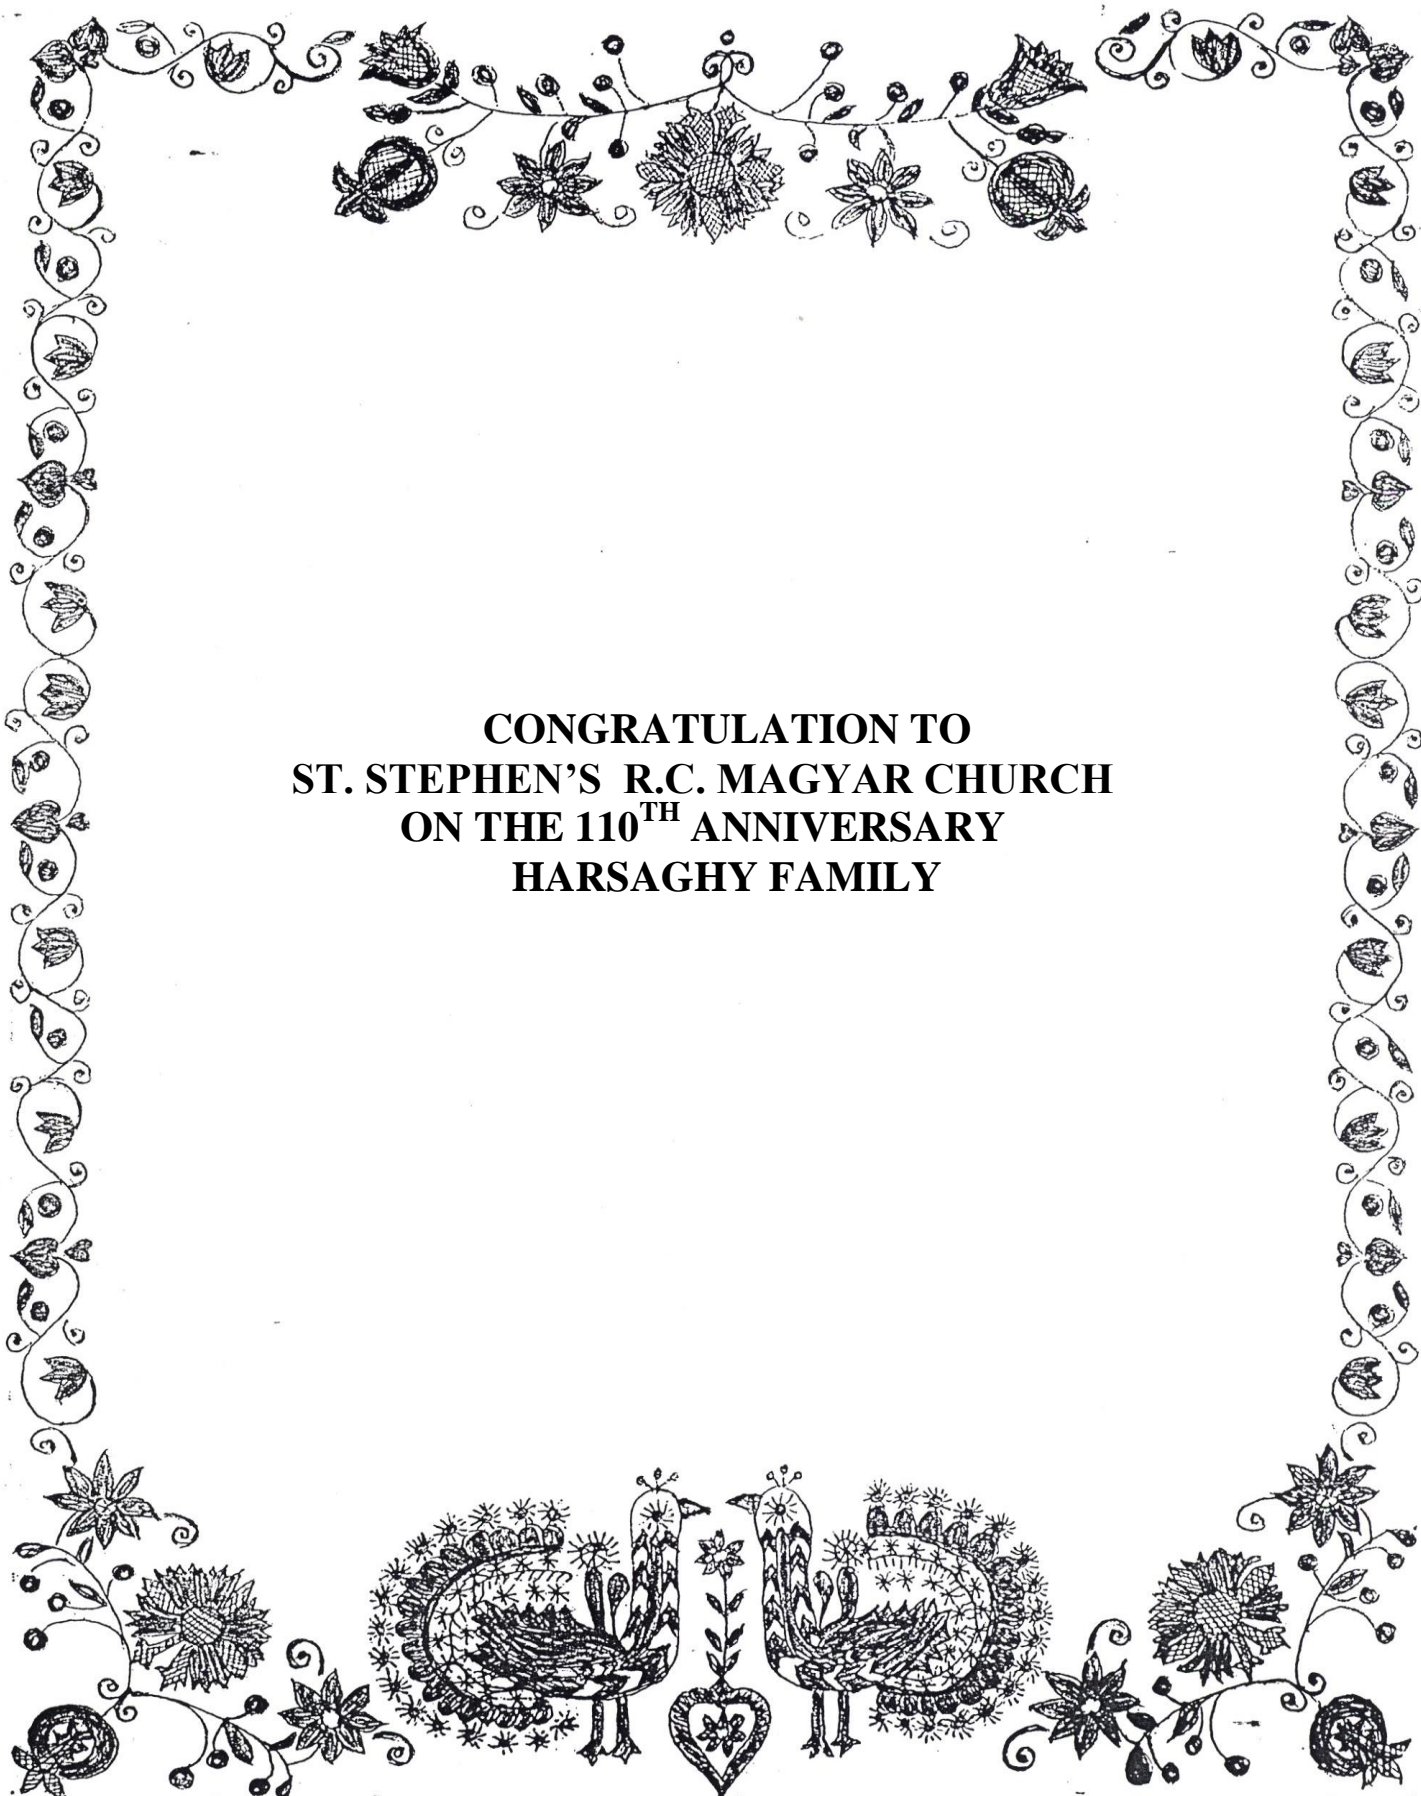 CONGRATULATION TO
ST. STEPHEN’S  R.C. MAGYAR CHURCH
ON THE 110TH ANNIVERSARY
HARSAGHY FAMILY